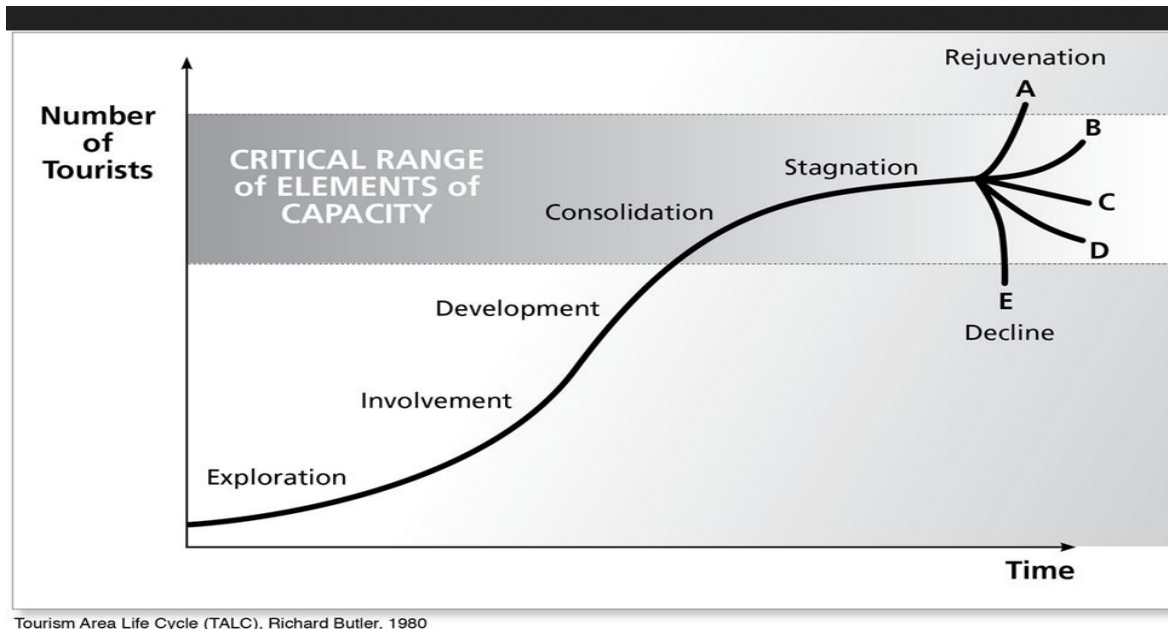 Number
of
Tourists
CRITICAL RANGE
of ELEMENTS of
CAPACITY
Rejuvenation
A
B
Stagnation
C
Consolidation
D
E
Development
Decline
Involvement
Exploration
Time
Tourism Area Life Cycle (TALC), Richard Butler, 1980